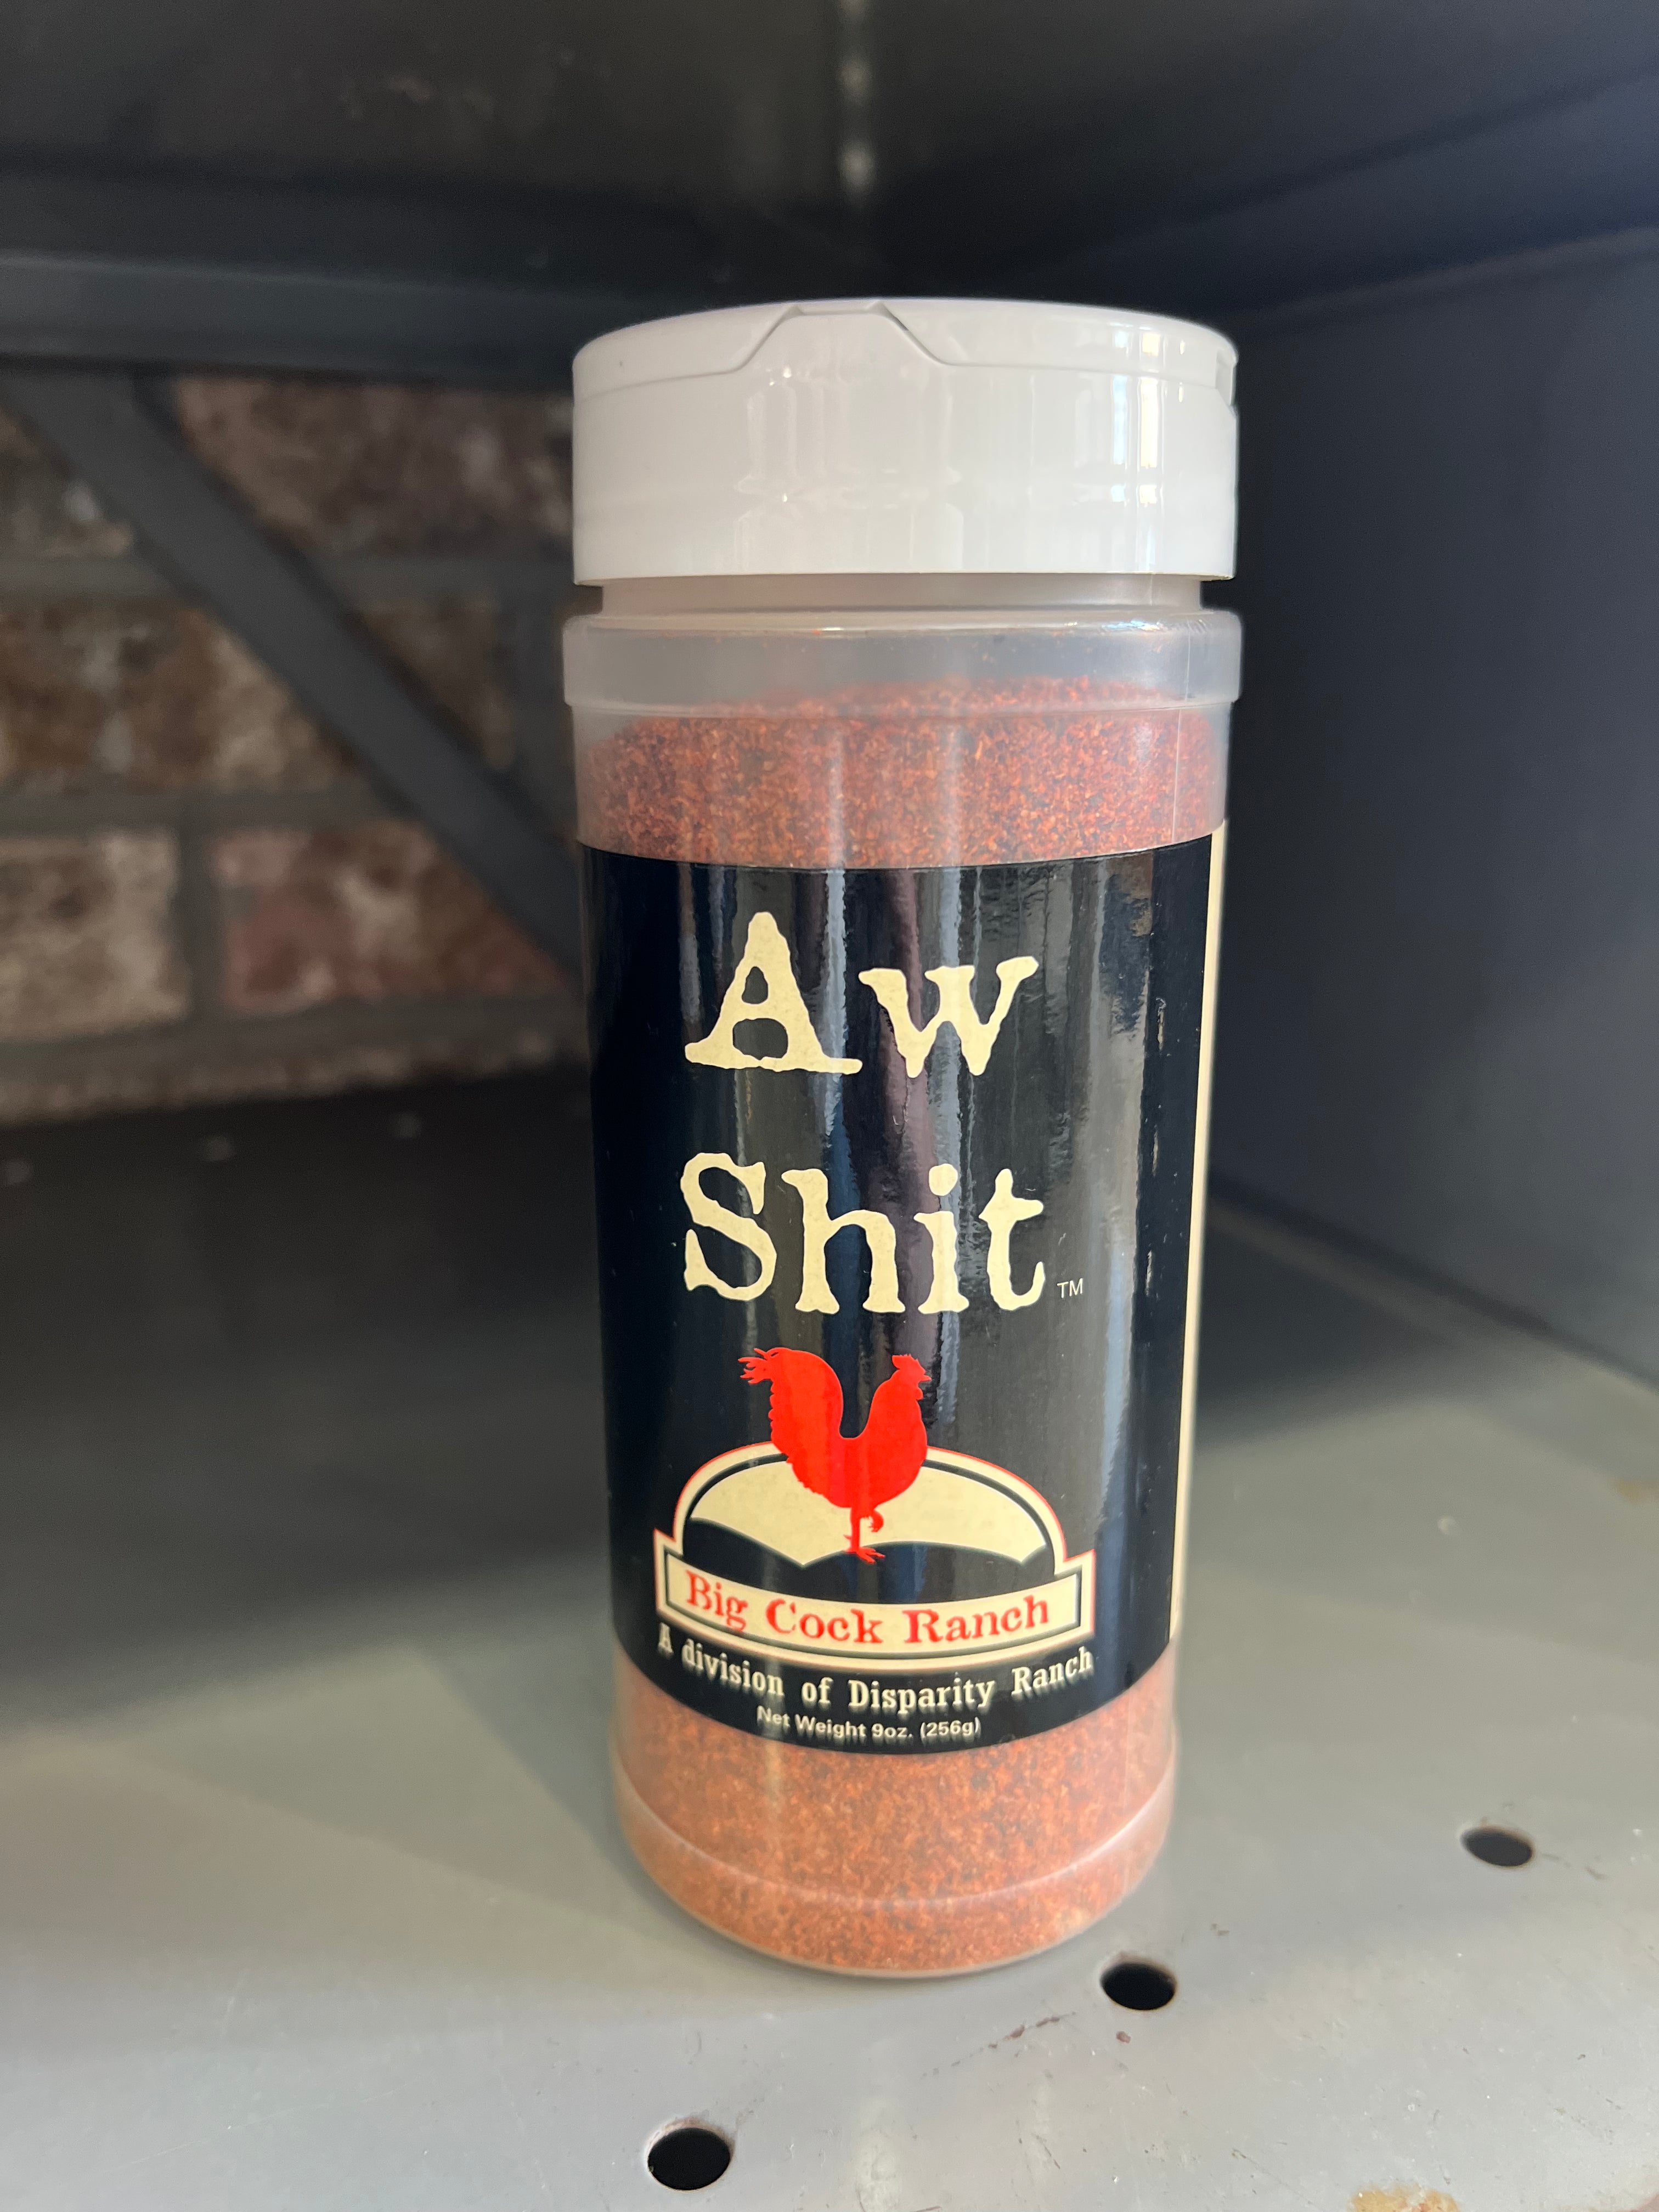 Aw
Shit™
Big Cock Ranch
A division of Disparity Ranch
Net Weight 9oz. (256g)